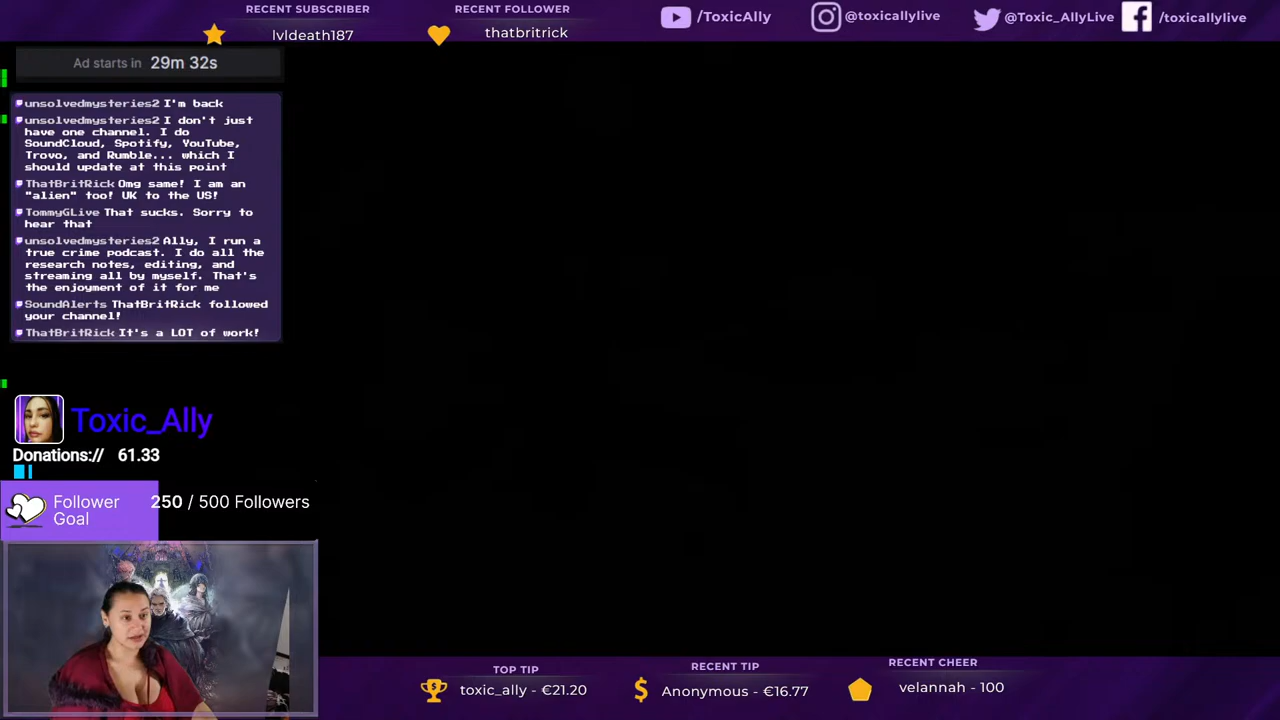 RECENT SUBSCRIBER
lvldeath187
RECENT FOLLOWER
thatbritrick
/ToxicAlly
@toxicallylive
@Toxic_AllyLive
/toxicallylive
Ad starts in 29m 32s
unsolvedmysteries2 I'm back
unsolvedmysteries2 I don't just
have one channel. I do
SoundCloud, Spotify, YouTube,
Trovo, and Rumble... which I
should update at this point
ThatBritRick Omg same! I am an
"alien" too! UK to the US!
TommyGLive That sucks. Sorry to
hear that
unsolvedmysteries2 Ally, I run a
true crime podcast. I do all the
research notes, editing, and
streaming all by myself. That's
the enjoyment of it for me
SoundAlerts ThatBritRick followed
your channel!
ThatBritRick It's a LOT of work!
Toxic_Ally
Donations:// 61.33
Follower
Goal
250 / 500 Followers
TOP TIP
toxic_ally - €21.20
RECENT TIP
Anonymous - €16.77
RECENT CHEER
velannah - 100